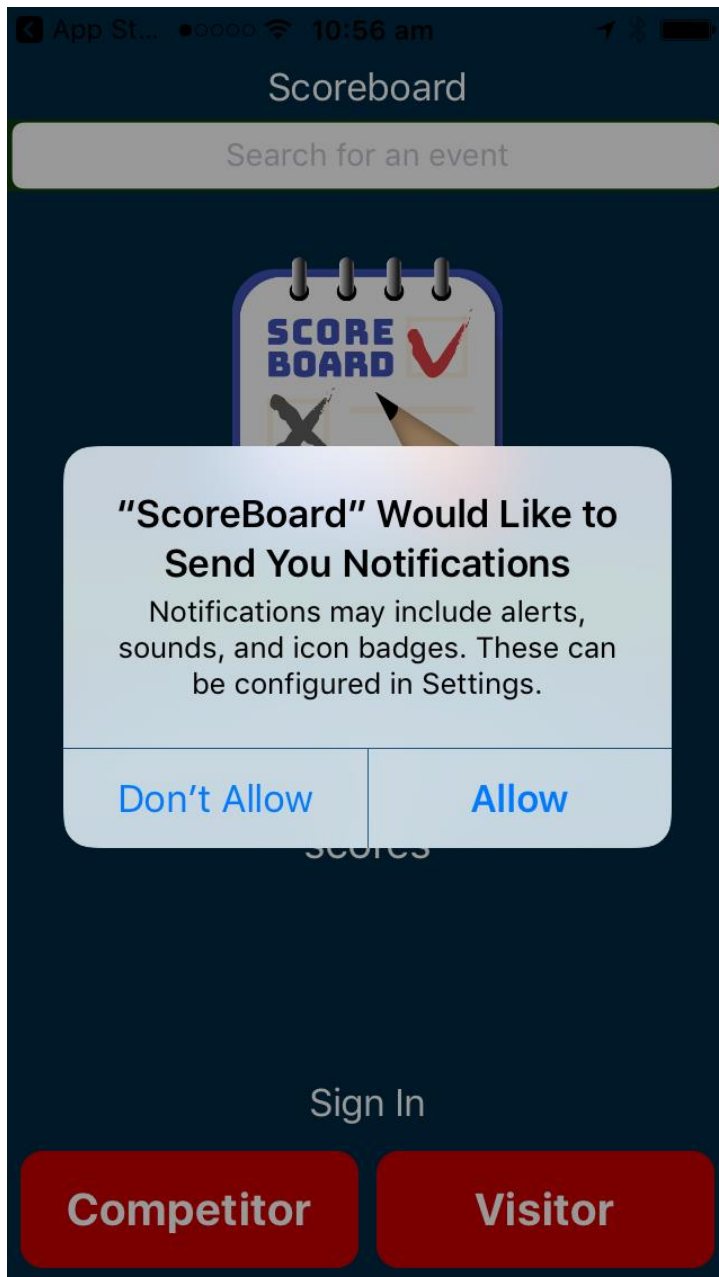 App St... 10:56 am
Scoreboard
Search for an event
SCORE
BOARD
“ScoreBoard” Would Like to
Send You Notifications
Notifications may include alerts,
sounds, and icon badges. These can
be configured in Settings.
Don’t Allow Allow
scores
Sign In
Competitor Visitor